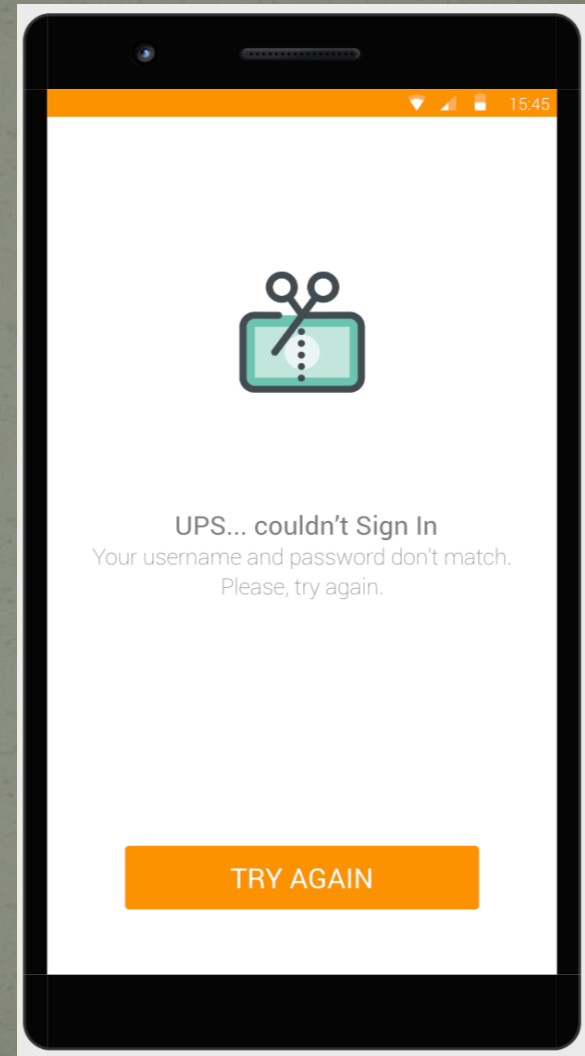 15:45
UPS... couldn’t Sign In
Your username and password don’t match.
Please, try again.
TRY AGAIN